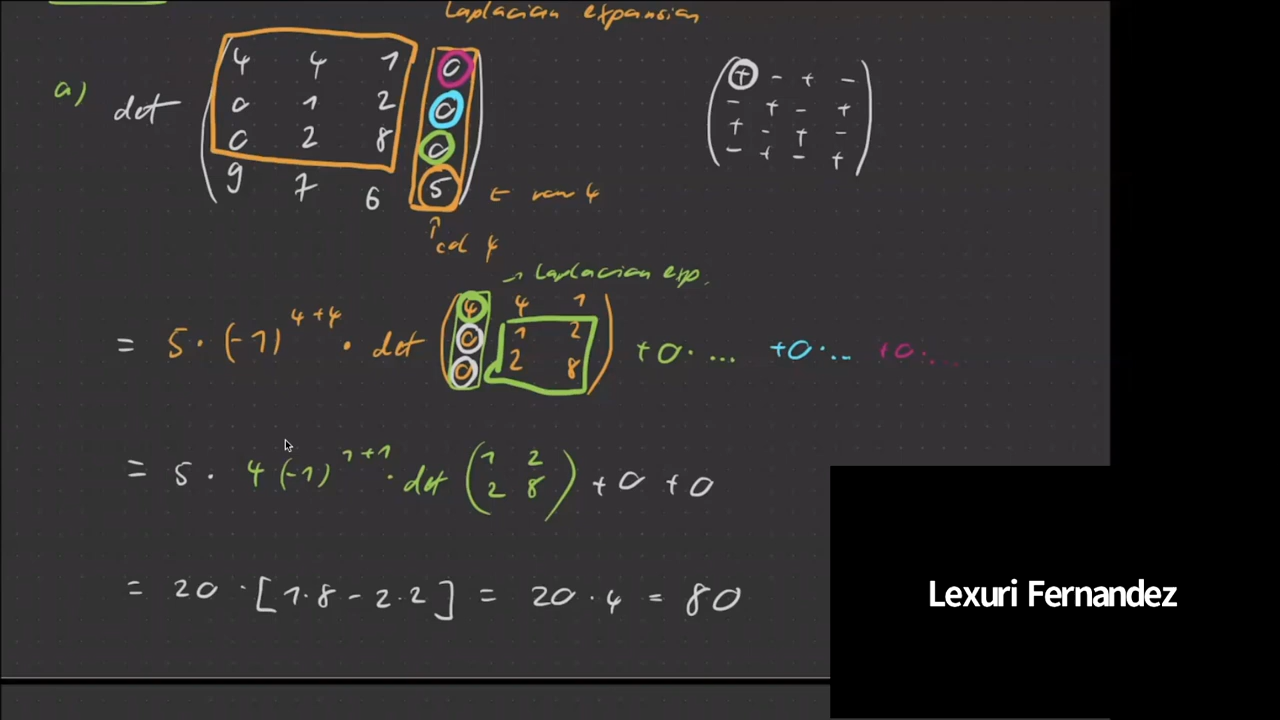 Laplacian expansion
a) det ( 4 4 1 0 + - + -
0 1 2 0 - + - +
0 2 8 0 + - + -
9 7 6 5 ) ← row 4 - + - +
↑ col 4
→ Laplacian exp.
= 5 · (-1)^4+4 · det ( 4 4 1 + 0 · ... + 0 · ... + 0 · ...
0 1 2
0 2 8 )
= 5 · 4 (-1)^1+1 · det ( 1 2 + 0 + 0
2 8 )
= 20 · [ 1 · 8 - 2 · 2 ] = 20 · 4 = 80
Lexuri Fernandez